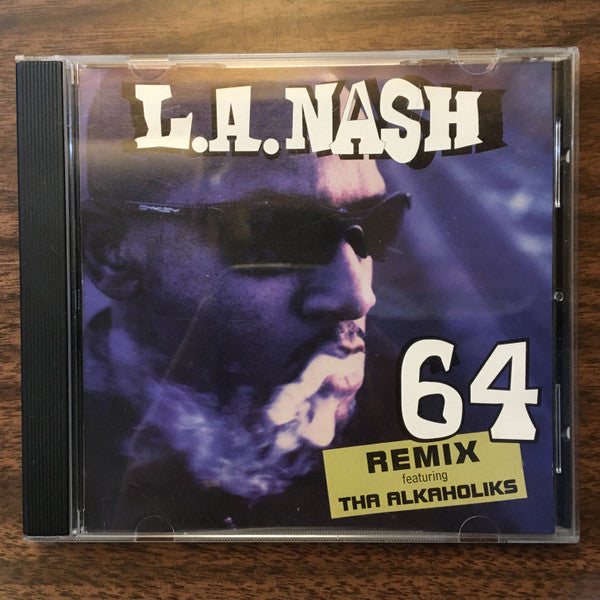 L.A.NASH
64
REMIX
featuring
THA ALKAHOLIKS